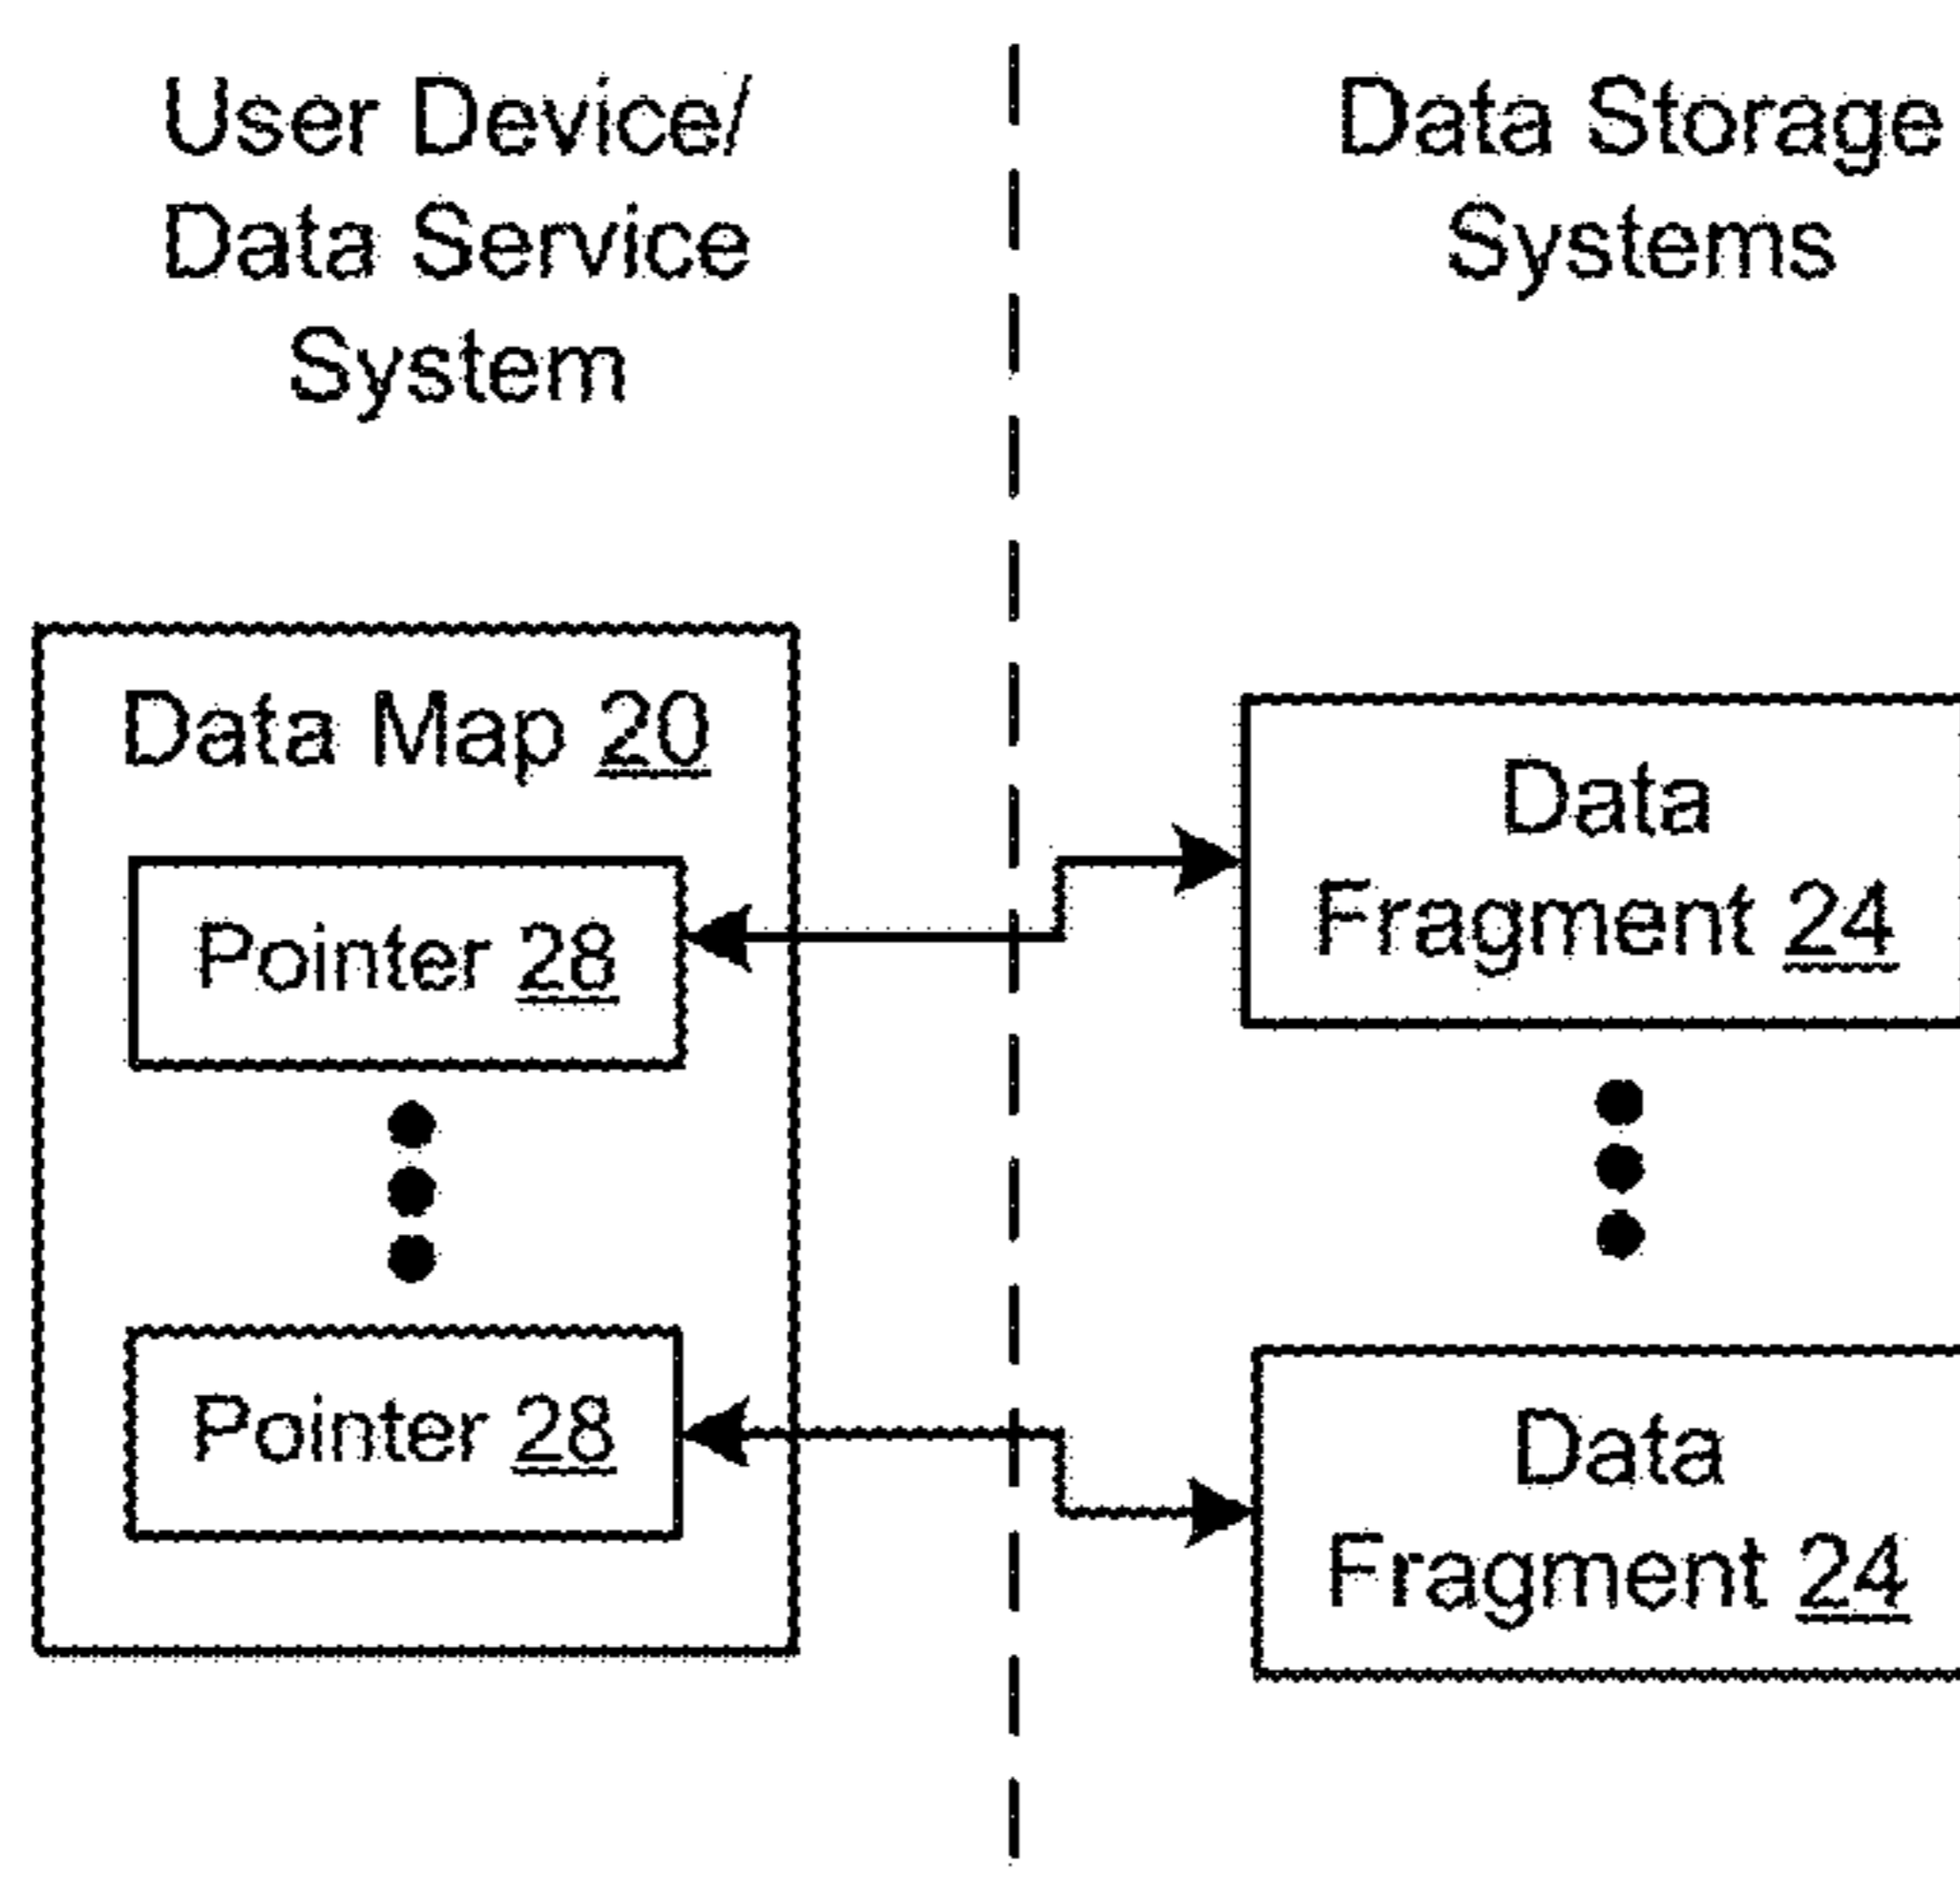 User Device/
Data Service
System
Data Storage
Systems
Data Map 20
Pointer 28
Pointer 28
Data
Fragment 24
Data
Fragment 24